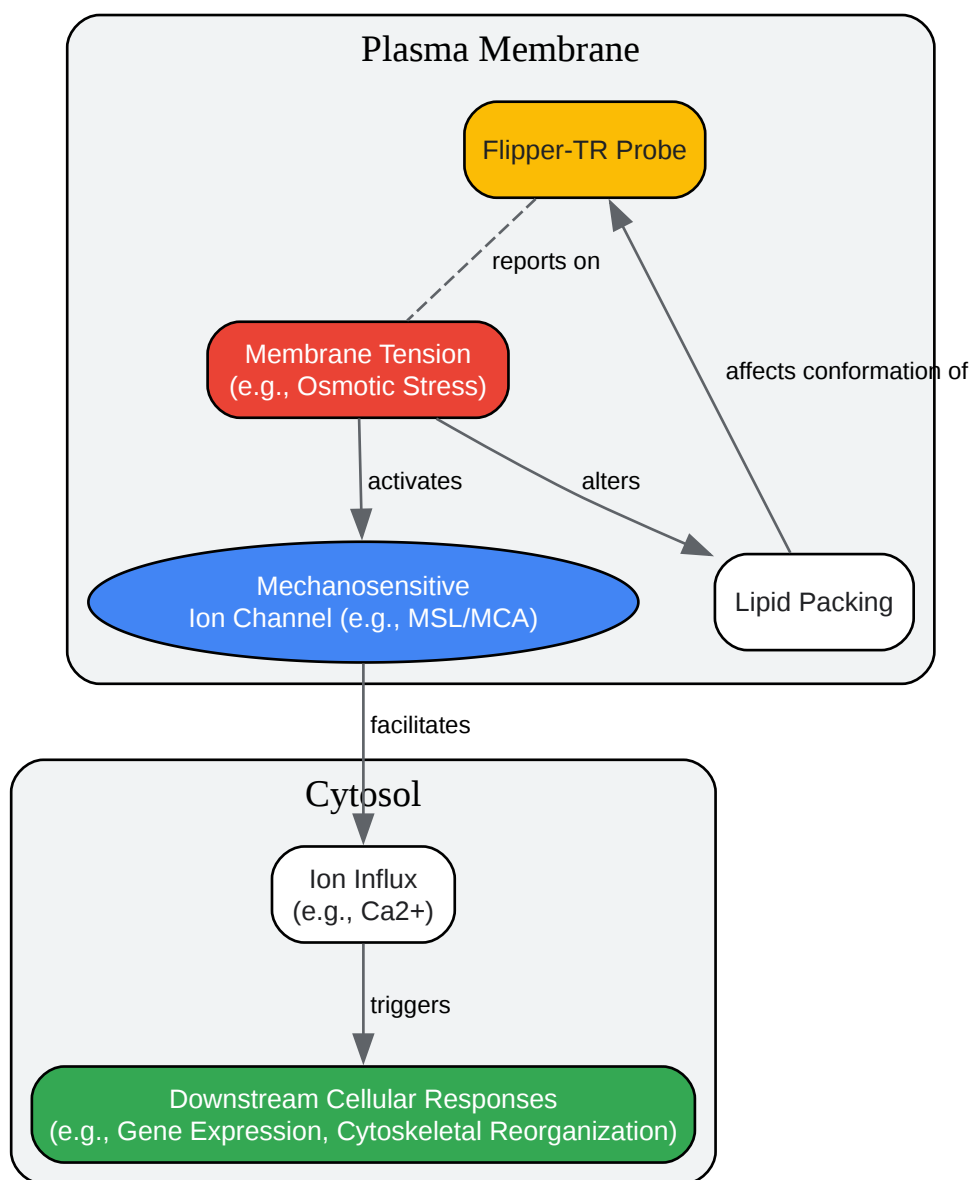 Plasma Membrane
Flipper-TR Probe
reports on
Membrane Tension
(e.g., Osmotic Stress)
affects conformation of
activates
alters
Mechanosensitive
Ion Channel (e.g., MSL/MCA)
Lipid Packing
facilitates
Cytosol
Ion Influx
(e.g., Ca2+)
triggers
Downstream Cellular Responses
(e.g., Gene Expression, Cytoskeletal Reorganization)